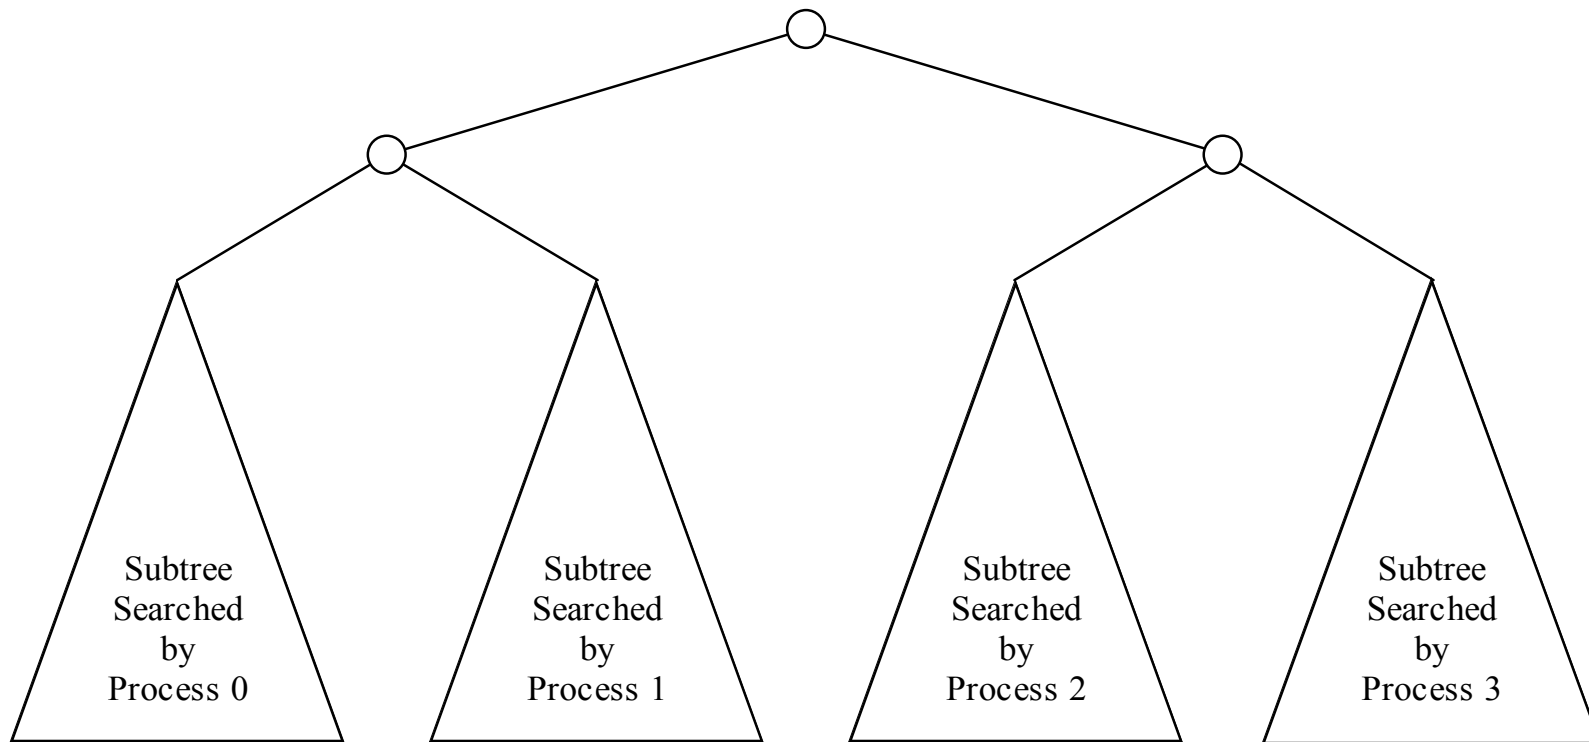 Subtree
Searched
by
Process 0
Subtree
Searched
by
Process 1
Subtree
Searched
by
Process 2
Subtree
Searched
by
Process 3